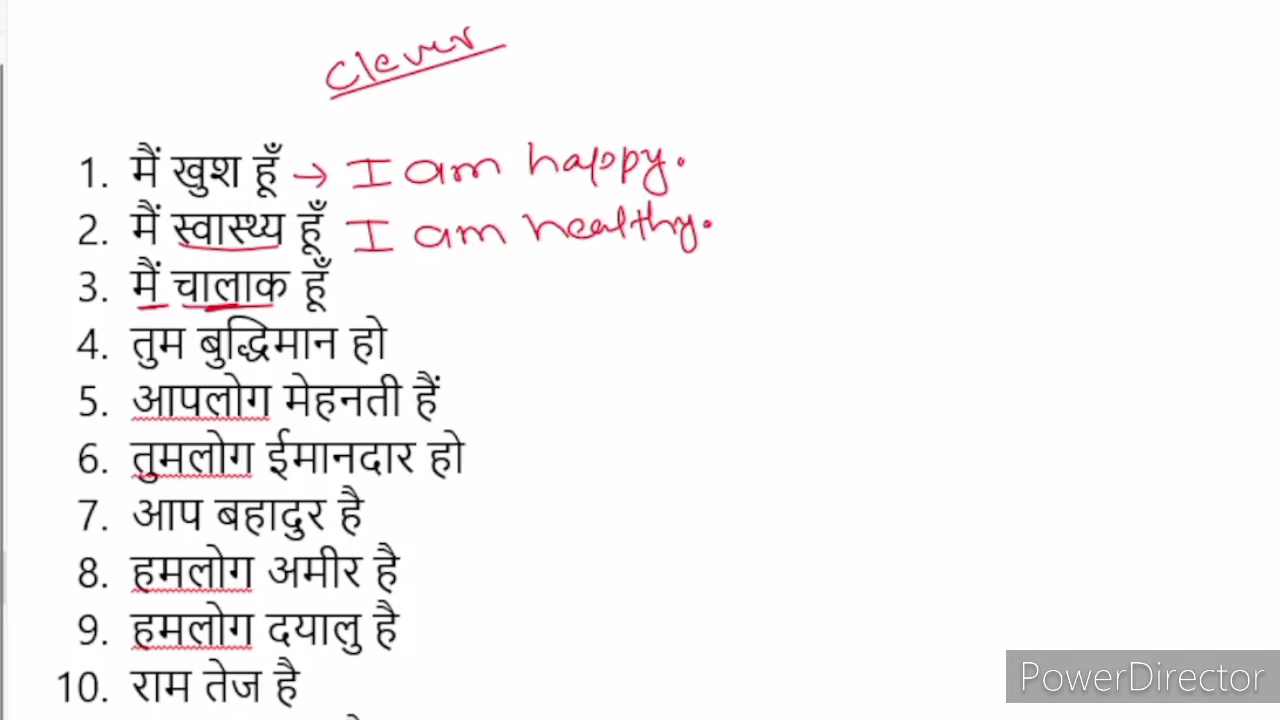 clever
1. मैं खुश हूँ → I am happy.
2. मैं स्वास्थ्य हूँ I am healthy.
3. मैं चालाक हूँ
4. तुम बुद्धिमान हो
5. आपलोग मेहनती हैं
6. तुमलोग ईमानदार हो
7. आप बहादुर है
8. हमलोग अमीर है
9. हमलोग दयालु है
10. राम तेज है
PowerDirector